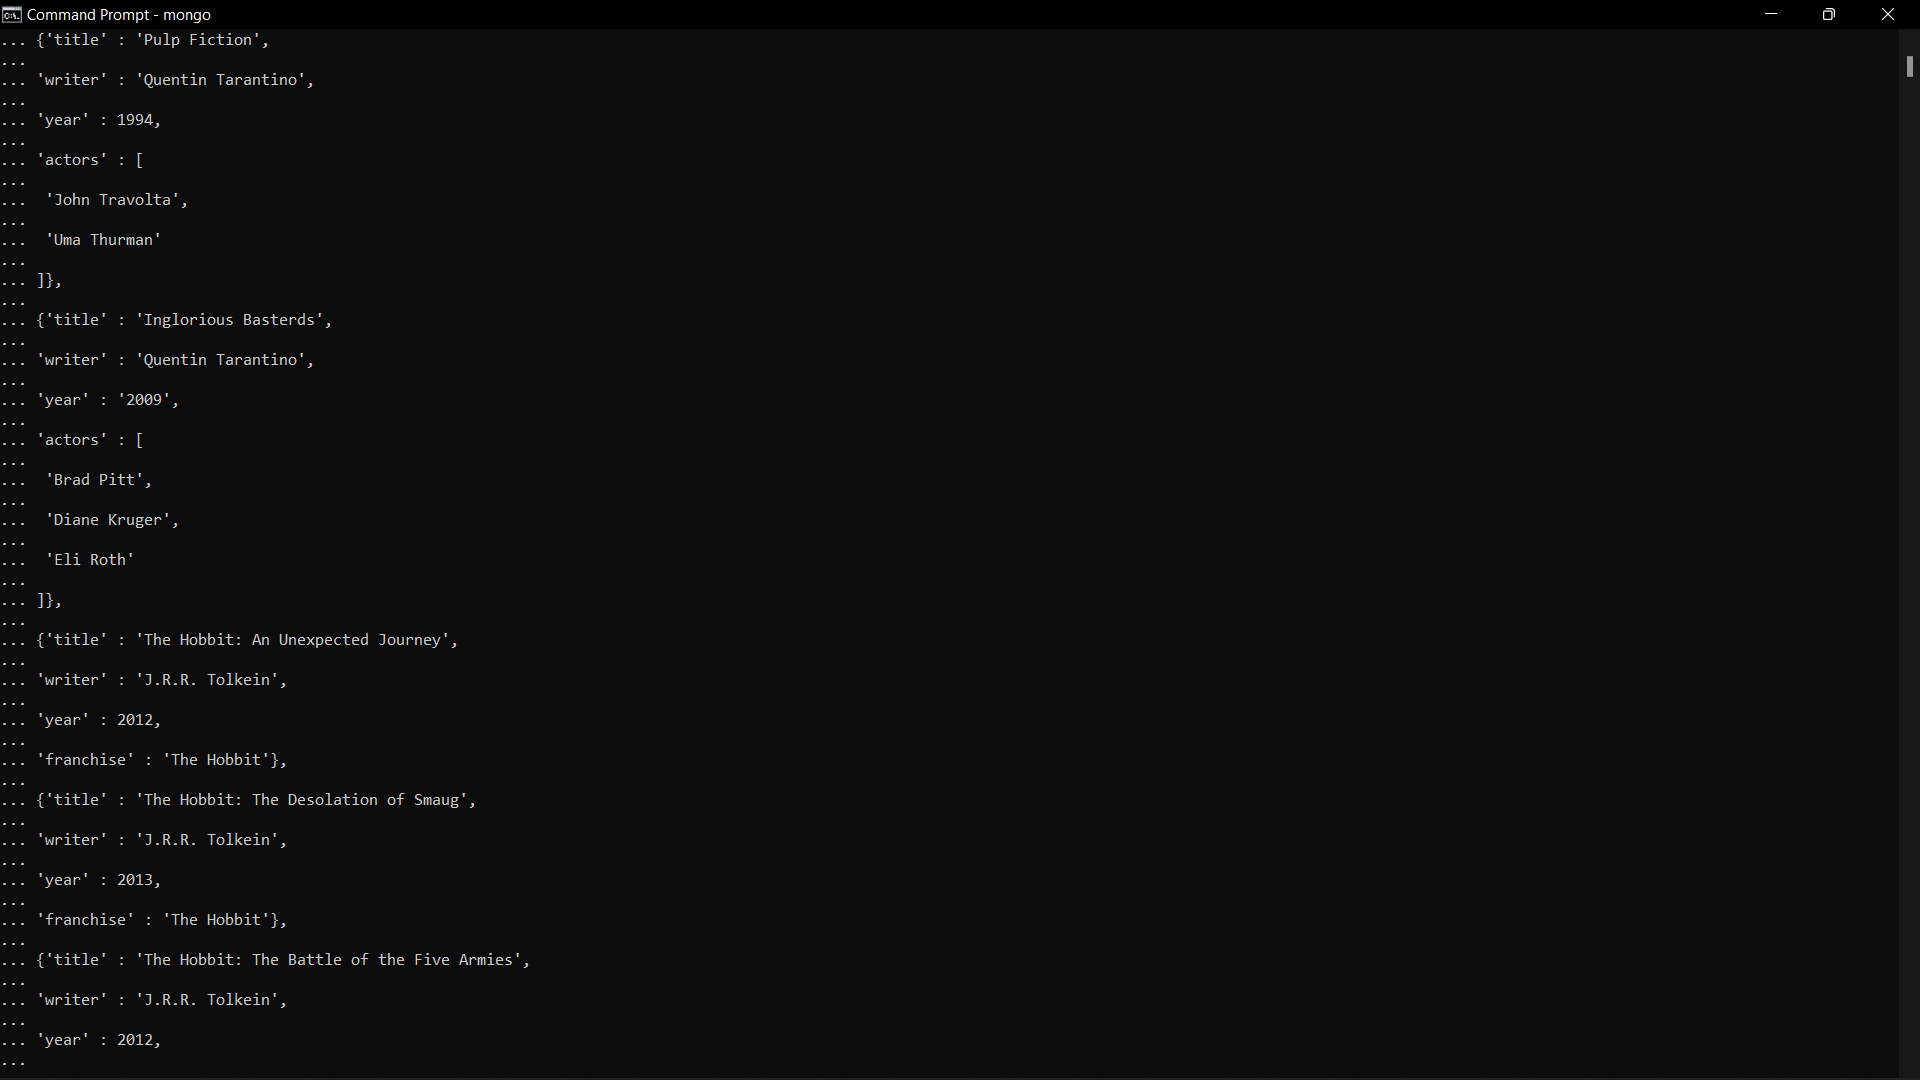 Command Prompt - mongo
... {'title' : 'Pulp Fiction',
...
... 'writer' : 'Quentin Tarantino',
...
... 'year' : 1994,
...
... 'actors' : [
...
...  'John Travolta',
...
...  'Uma Thurman'
...
... ]},
...
... {'title' : 'Inglorious Basterds',
...
... 'writer' : 'Quentin Tarantino',
...
... 'year' : '2009',
...
... 'actors' : [
...
...  'Brad Pitt',
...
...  'Diane Kruger',
...
...  'Eli Roth'
...
... ]},
...
... {'title' : 'The Hobbit: An Unexpected Journey',
...
... 'writer' : 'J.R.R. Tolkein',
...
... 'year' : 2012,
...
... 'franchise' : 'The Hobbit'},
...
... {'title' : 'The Hobbit: The Desolation of Smaug',
...
... 'writer' : 'J.R.R. Tolkein',
...
... 'year' : 2013,
...
... 'franchise' : 'The Hobbit'},
...
... {'title' : 'The Hobbit: The Battle of the Five Armies',
...
... 'writer' : 'J.R.R. Tolkein',
...
... 'year' : 2012,
...